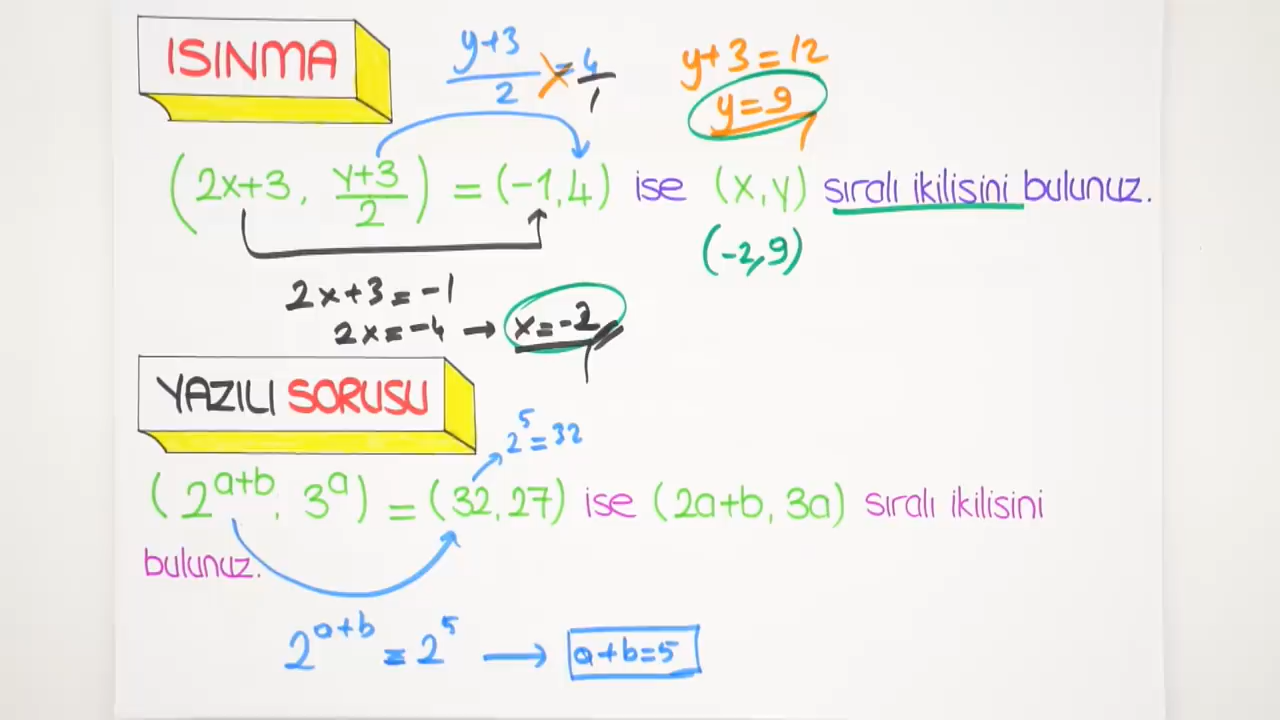 ISINMA
y+3/2 = 4/1
y+3=12
y=9
(2x+3, y+3/2) = (-1,4) ise (x,y) sıralı ikilisini bulunuz.
(-2,9)
2x+3=-1
2x=-4 → x=-2
YAZILI SORUSU
2^5=32
(2^(a+b), 3^a) = (32,27) ise (2a+b, 3a) sıralı ikilisini
bulunuz.
2^(a+b) = 2^5 → a+b=5